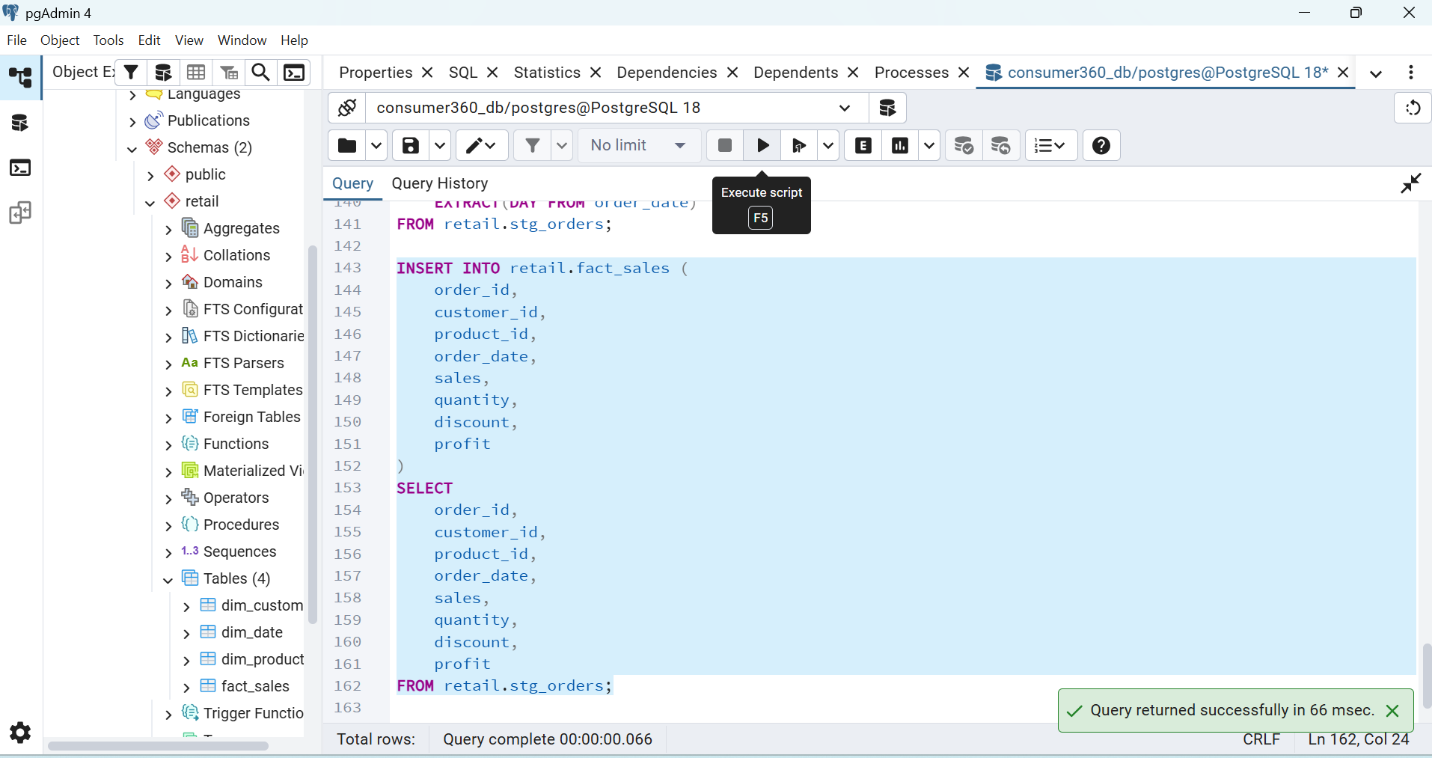 pgAdmin 4
File Object Tools Edit View Window Help
Object E
Properties SQL Statistics Dependencies Dependents Processes consumer360_db/postgres@PostgreSQL 18*
consumer360_db/postgres@PostgreSQL 18
No limit
E
Query Query History
Execute script
F5
Languages
Publications
Schemas (2)
public
retail
Aggregates
Collations
Domains
FTS Configurat
FTS Dictionarie
Aa FTS Parsers
FTS Templates
Foreign Tables
Functions
Materialized Vi
Operators
Procedures
1..3 Sequences
Tables (4)
dim_custom
dim_date
dim_product
fact_sales
Trigger Functio
140 EXTRACT(DAY FROM order_date)
141 FROM retail.stg_orders;
142
143 INSERT INTO retail.fact_sales (
144 order_id,
145 customer_id,
146 product_id,
147 order_date,
148 sales,
149 quantity,
150 discount,
151 profit
152 )
153 SELECT
154 order_id,
155 customer_id,
156 product_id,
157 order_date,
158 sales,
159 quantity,
160 discount,
161 profit
162 FROM retail.stg_orders;
163
Query returned successfully in 66 msec.
Total rows: Query complete 00:00:00.066 CRLF Ln 162, Col 24